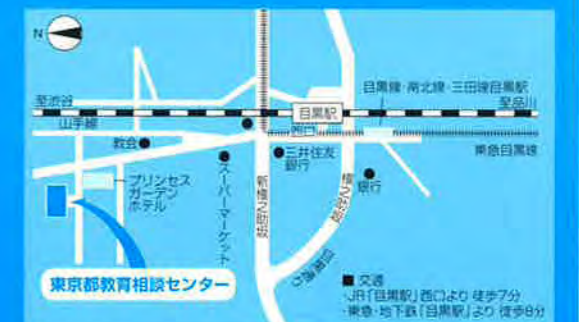 N
目黒線・南北線・三田線目黒駅
至渋谷
目黒駅
至品川
山手線
西口
教会
三井住友
銀行
東急目黒線
プリンセス
ガーデン
ホテル
スーパーマーケット
新権之助坂
権之助坂
銀行
目黒通り
東京都教育相談センター
■交通
・JR「目黒駅」西口より 徒歩7分
・東急・地下鉄「目黒駅」より 徒歩8分